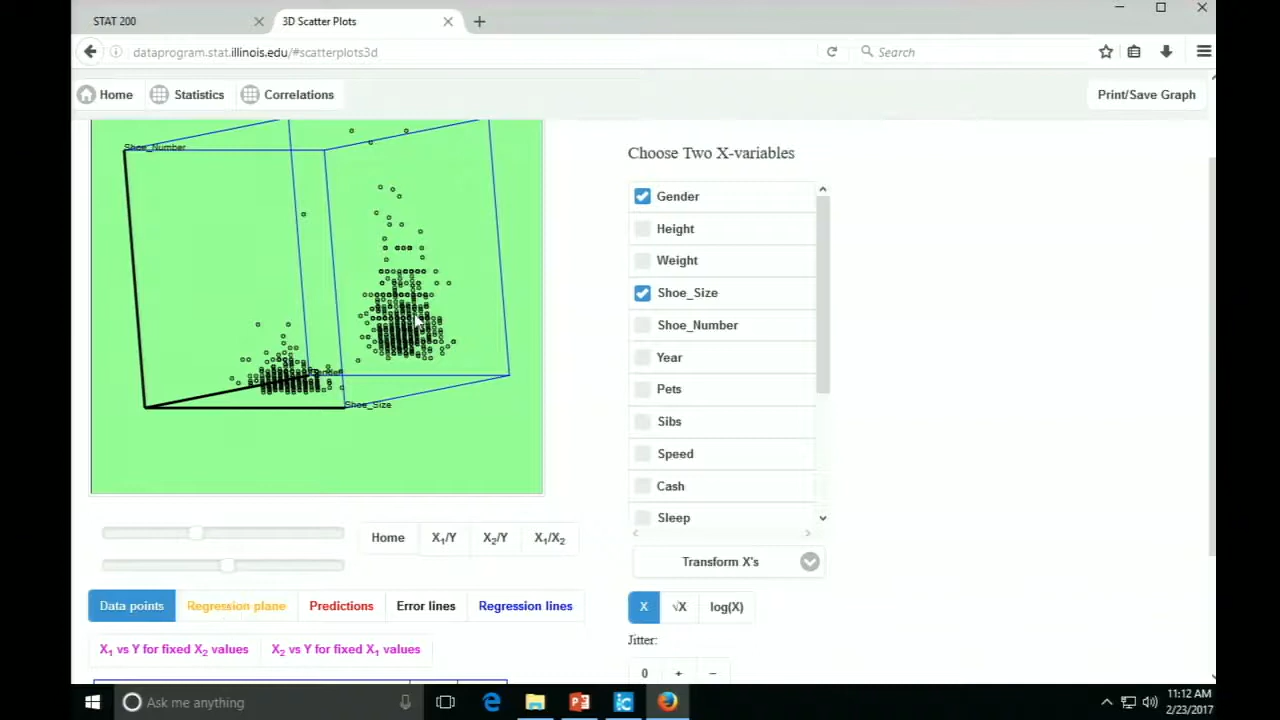 STAT 200
3D Scatter Plots
dataprogram.stat.illinois.edu/#scatterplots3d
Search
Home
Statistics
Correlations
Print/Save Graph
Shoe_Number
Gender
Shoe_Size
Choose Two X-variables
Gender
Height
Weight
Shoe_Size
Shoe_Number
Year
Pets
Sibs
Speed
Cash
Sleep
Home
X1/Y
X2/Y
X1/X2
Transform X's
Data points
Regression plane
Predictions
Error lines
Regression lines
X
√X
log(X)
Jitter:
X1 vs Y for fixed X2 values
X2 vs Y for fixed X1 values
0
+
−
Ask me anything
11:12 AM
2/23/2017